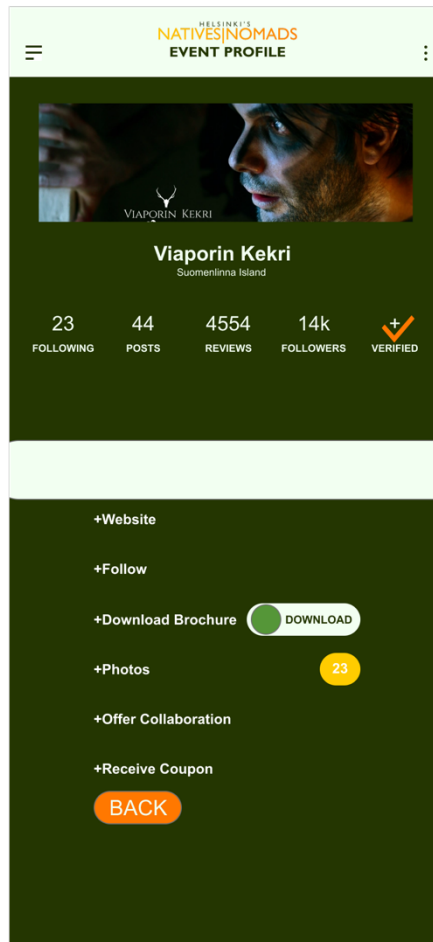 HELSINKI'S
NATIVES|NOMADS
EVENT PROFILE
VIAPORIN KEKRI
Viaporin Kekri
Suomenlinna Island
23 44 4554 14k +
FOLLOWING POSTS REVIEWS FOLLOWERS VERIFIED
+Website
+Follow
+Download Brochure DOWNLOAD
+Photos 23
+Offer Collaboration
+Receive Coupon
BACK